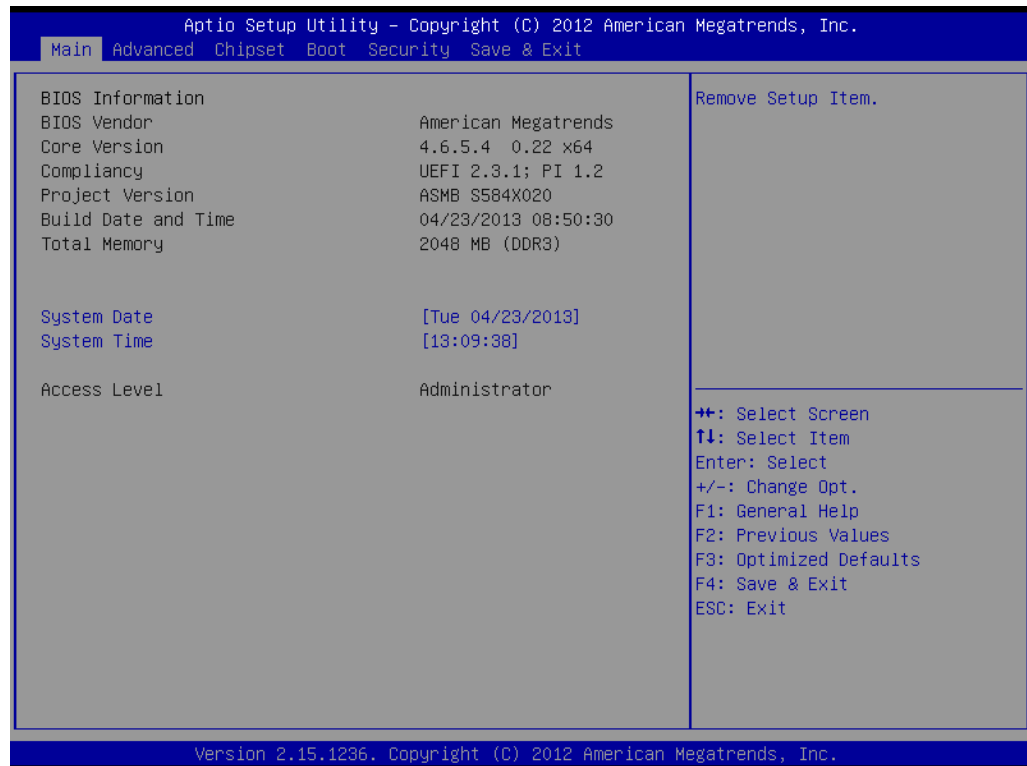 Aptio Setup Utility – Copyright (C) 2012 American Megatrends, Inc.
Main Advanced Chipset Boot Security Save & Exit
BIOS Information
BIOS Vendor American Megatrends
Core Version 4.6.5.4 0.22 x64
Compliancy UEFI 2.3.1; PI 1.2
Project Version ASMB S584X020
Build Date and Time 04/23/2013 08:50:30
Total Memory 2048 MB (DDR3)
System Date [Tue 04/23/2013]
System Time [13:09:38]
Access Level Administrator
Remove Setup Item.
→←: Select Screen
↑↓: Select Item
Enter: Select
+/-: Change Opt.
F1: General Help
F2: Previous Values
F3: Optimized Defaults
F4: Save & Exit
ESC: Exit
Version 2.15.1236. Copyright (C) 2012 American Megatrends, Inc.